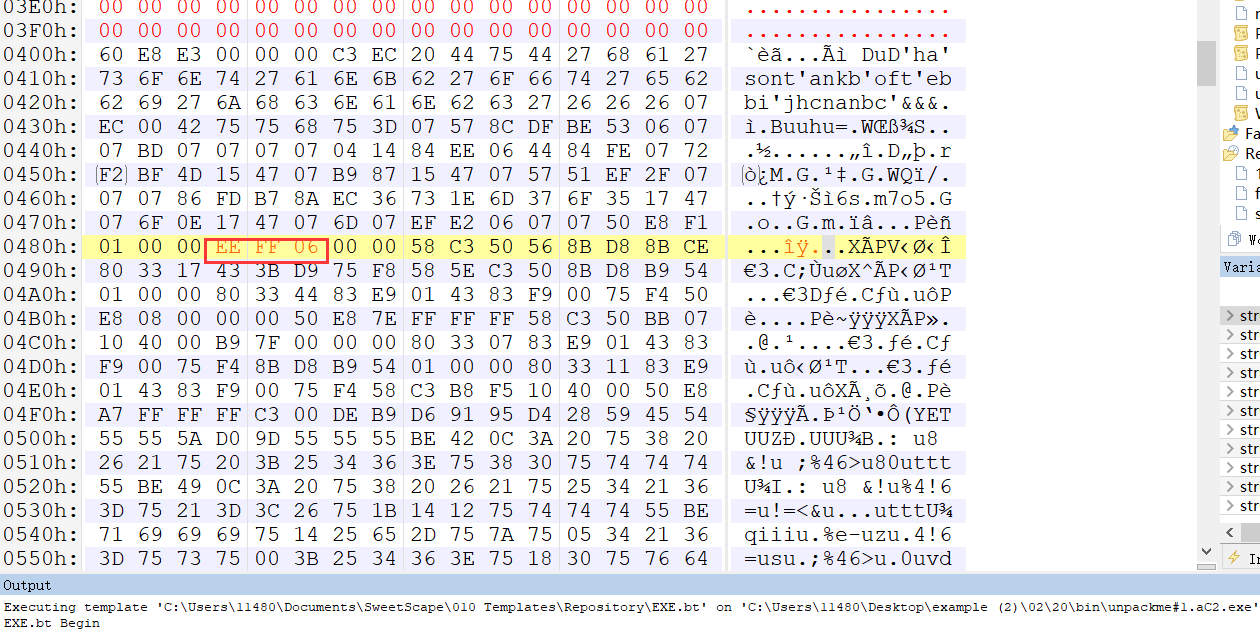 03E0h: 00 00 00 00 00 00 00 00 00 00 00 00 00 00 00 00 ................
03F0h: 00 00 00 00 00 00 00 00 00 00 00 00 00 00 00 00 ................
0400h: 60 E8 E3 00 00 00 C3 EC 20 44 75 44 27 68 61 27 `èã...Ãì DuD'ha'
0410h: 73 6F 6E 74 27 61 6E 6B 62 27 6F 66 74 27 65 62 sont'ankb'oft'eb
0420h: 62 69 27 6A 68 63 6E 61 6E 62 63 27 26 26 26 07 bi'jhcnanbc'&&&.
0430h: EC 00 42 75 75 68 75 3D 07 57 8C DF BE 53 06 07 ì.Buuhu=.WŒß¾S..
0440h: 07 BD 07 07 07 07 04 14 84 EE 06 44 84 FE 07 72 .½......„î.D„þ.r
0450h: F2 BF 4D 15 47 07 B9 87 15 47 07 57 51 EF 2F 07 ò¿M.G.¹‡.G.WQï/.
0460h: 07 07 86 FD B7 8A EC 36 73 1E 6D 37 6F 35 17 47 ..†ý·Šì6s.m7o5.G
0470h: 07 6F 0E 17 47 07 6D 07 EF E2 06 07 07 50 E8 F1 .o..G.m.ïâ...Pèñ
0480h: 01 00 00 EE FF 06 00 00 58 C3 50 56 8B D8 8B CE ...îÿ...XÃPV‹Ø‹Î
0490h: 80 33 17 43 3B D9 75 F8 58 5E C3 50 8B D8 B9 54 €3.C;ÙuøX^ÃP‹Ø¹T
04A0h: 01 00 00 80 33 44 83 E9 01 43 83 F9 00 75 F4 50 ...€3Dƒé.Cƒù.uôP
04B0h: E8 08 00 00 00 50 E8 7E FF FF FF 58 C3 50 BB 07 è....Pè~ÿÿÿXÃP».
04C0h: 10 40 00 B9 7F 00 00 00 80 33 07 83 E9 01 43 83 .@.¹....€3.ƒé.Cƒ
04D0h: F9 00 75 F4 8B D8 B9 54 01 00 00 80 33 11 83 E9 ù.uô‹Ø¹T...€3.ƒé
04E0h: 01 43 83 F9 00 75 F4 58 C3 B8 F5 10 40 00 50 E8 .Cƒù.uôXÃ¸õ.@.Pè
04F0h: A7 FF FF FF C3 00 DE B9 D6 91 95 D4 28 59 45 54 §ÿÿÿÃ.Þ¹Ö‘•Ô(YET
0500h: 55 55 5A D0 9D 55 55 55 BE 42 0C 3A 20 75 38 20 UUZÐ.UUU¾B.: u8
0510h: 26 21 75 20 3B 25 34 36 3E 75 38 30 75 74 74 74 &!u ;%46>u80uttt
0520h: 55 BE 49 0C 3A 20 75 38 20 26 21 75 25 34 21 36 U¾I.: u8 &!u%4!6
0530h: 3D 75 21 3D 3C 26 75 1B 14 12 75 74 74 74 55 BE =u!=<&u...utttU¾
0540h: 71 69 69 69 75 14 25 65 2D 75 7A 75 05 34 21 36 qiiiu.%e-uzu.4!6
0550h: 3D 75 73 75 00 3B 25 34 36 3E 75 18 30 75 76 64 =usu.;%46>u.0uvd
Fa
Re
Varia
str
str
str
str
str
str
str
str
str
str
str
Output
Executing template 'C:\Users\11480\Documents\SweetScape\010 Templates\Repository\EXE.bt' on 'C:\Users\11480\Desktop\example (2)\02\20\bin\unpackme#1.aC2.exe'
EXE.bt Begin